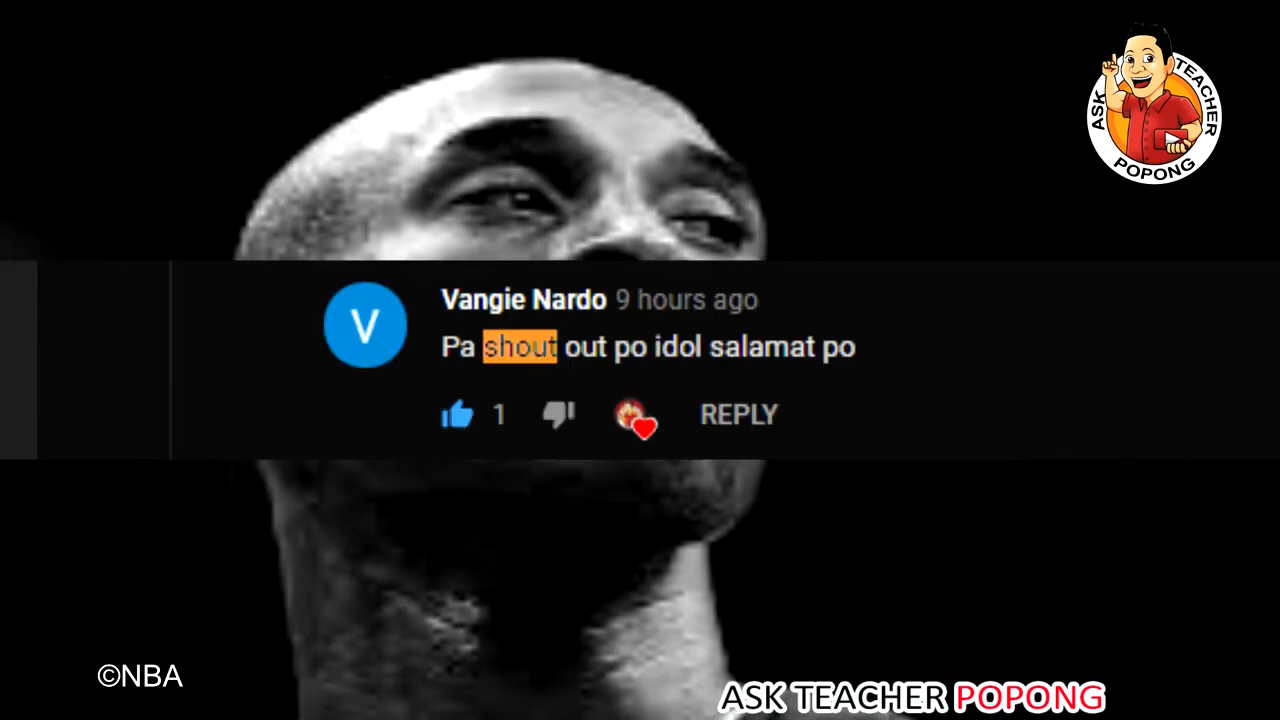 ASK TEACHER POPONG
V
Vangie Nardo 9 hours ago
Pa shout out po idol salamat po
1
REPLY
©NBA
ASK TEACHER POPONG